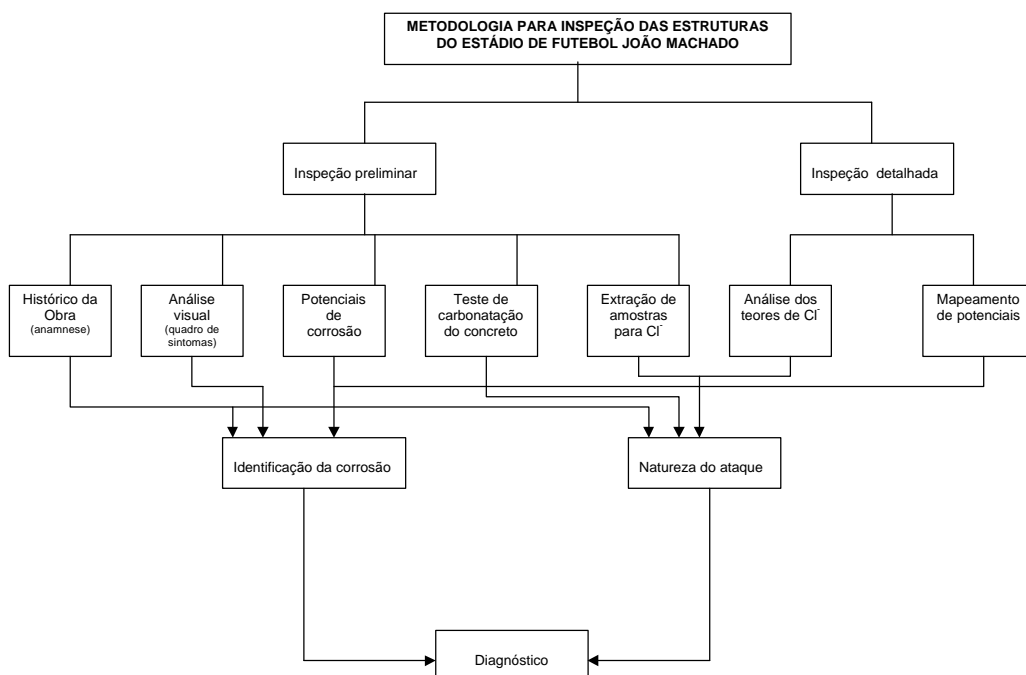 METODOLOGIA PARA INSPEÇÃO DAS ESTRUTURAS
DO ESTÁDIO DE FUTEBOL JOÃO MACHADO
Inspeção preliminar
Inspeção detalhada
Histórico da
Obra
(anamnese)
Análise
visual
(quadro de
sintomas)
Potenciais
de
corrosão
Teste de
carbonatação
do concreto
Extração de
amostras
para Cl⁻
Análise dos
teores de Cl⁻
Mapeamento
de potenciais
Identificação da corrosão
Natureza do ataque
Diagnóstico